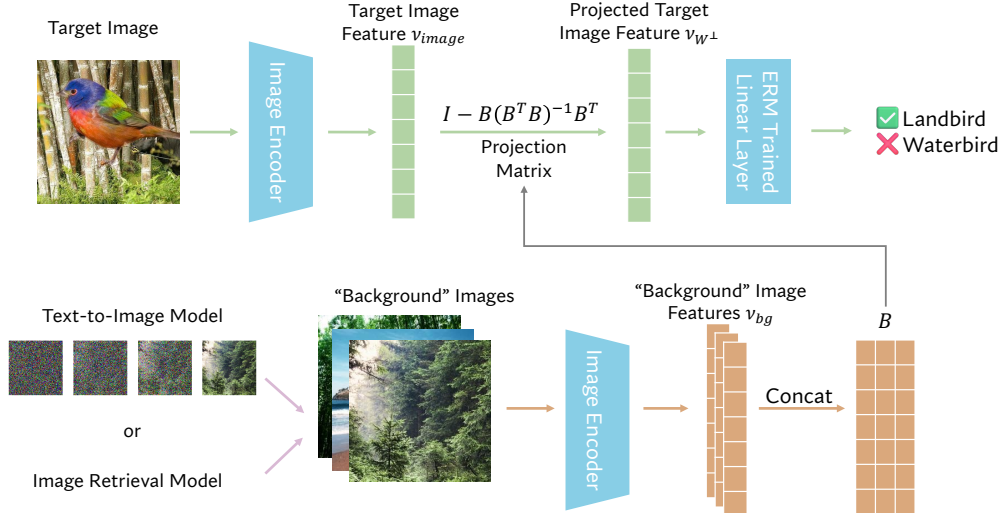 Target Image
Image Encoder
Target Image
Feature v_image
I − B(B^T B)^−1 B^T
Projection
Matrix
Projected Target
Image Feature v_W⊥
ERM Trained
Linear Layer
✅ Landbird
❌ Waterbird
Text-to-Image Model
or
Image Retrieval Model
“Background” Images
Image Encoder
“Background” Image
Features v_bg
Concat
B